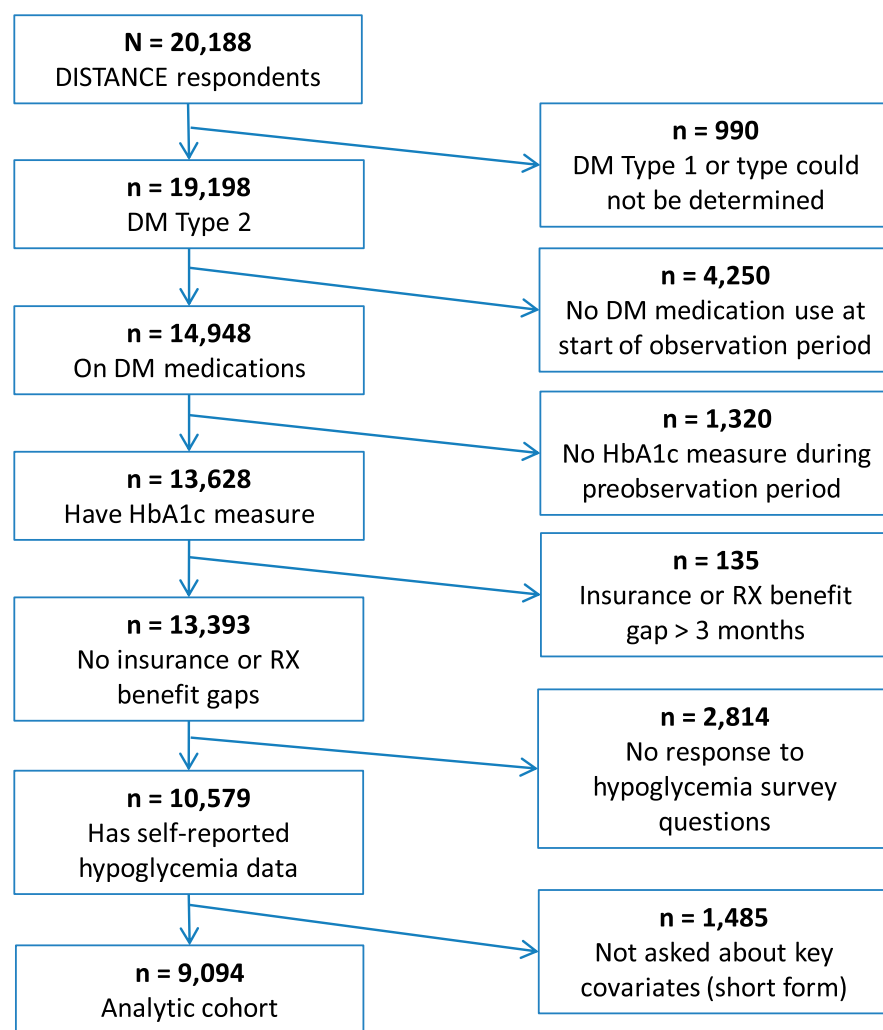 N = 20,188
DISTANCE respondents
n = 990
DM Type 1 or type could
not be determined
n = 19,198
DM Type 2
n = 4,250
No DM medication use at
start of observation period
n = 14,948
On DM medications
n = 1,320
No HbA1c measure during
preobservation period
n = 13,628
Have HbA1c measure
n = 135
Insurance or RX benefit
gap > 3 months
n = 13,393
No insurance or RX
benefit gaps
n = 2,814
No response to
hypoglycemia survey
questions
n = 10,579
Has self-reported
hypoglycemia data
n = 1,485
Not asked about key
covariates (short form)
n = 9,094
Analytic cohort